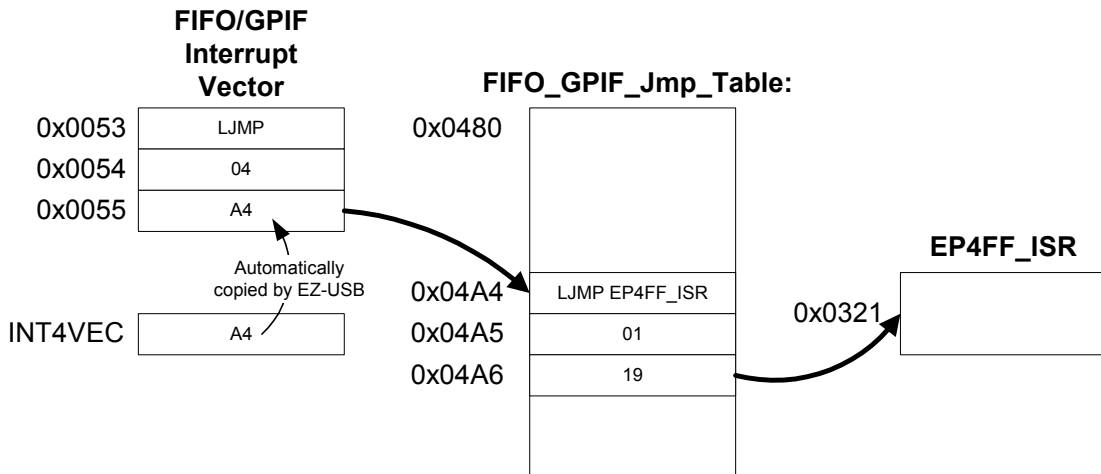 FIFO/GPIF
Interrupt
Vector
FIFO_GPIF_Jmp_Table:
0x0053
LJMP
0x0480
0x0054
04
0x0055
A4
EP4FF_ISR
Automatically
copied by EZ-USB
0x04A4
LJMP EP4FF_ISR
0x0321
INT4VEC
A4
0x04A5
01
0x04A6
19